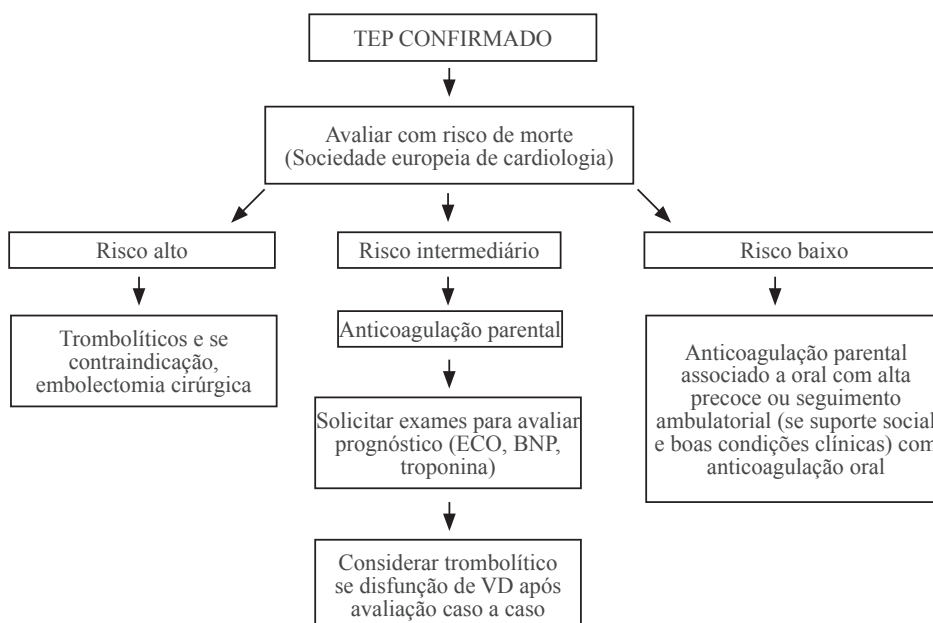 TEP CONFIRMADO
Avaliar com risco de morte
(Sociedade europeia de cardiologia)
Risco alto
Risco intermediário
Risco baixo
Trombolíticos e se
contraindicação,
embolectomia cirúrgica
Anticoagulação parental
Solicitar exames para avaliar
prognóstico (ECO, BNP,
troponina)
Considerar trombolítico
se disfunção de VD após
avaliação caso a caso
Anticoagulação parental
associado a oral com alta
precoce ou seguimento
ambulatorial (se suporte social
e boas condições clínicas) com
anticoagulação oral